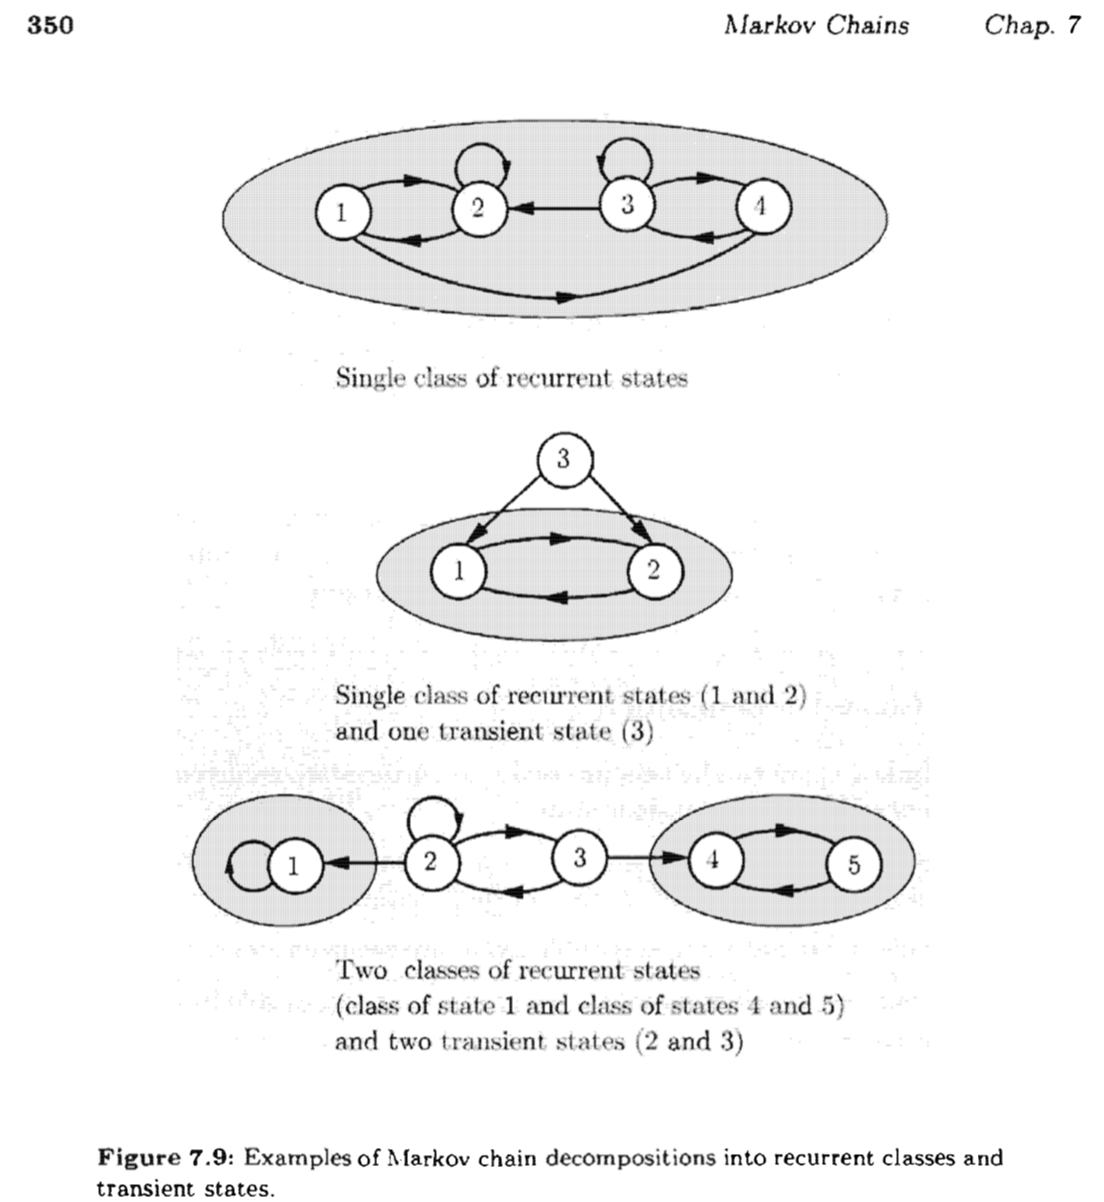 350 Markov Chains Chap. 7
1 2 3 4
Single class of recurrent states
3
1 2
Single class of recurrent states (1 and 2)
and one transient state (3)
1 2 3 4 5
Two classes of recurrent states
(class of state 1 and class of states 4 and 5)
and two transient states (2 and 3)
Figure 7.9: Examples of Markov chain decompositions into recurrent classes and
transient states.